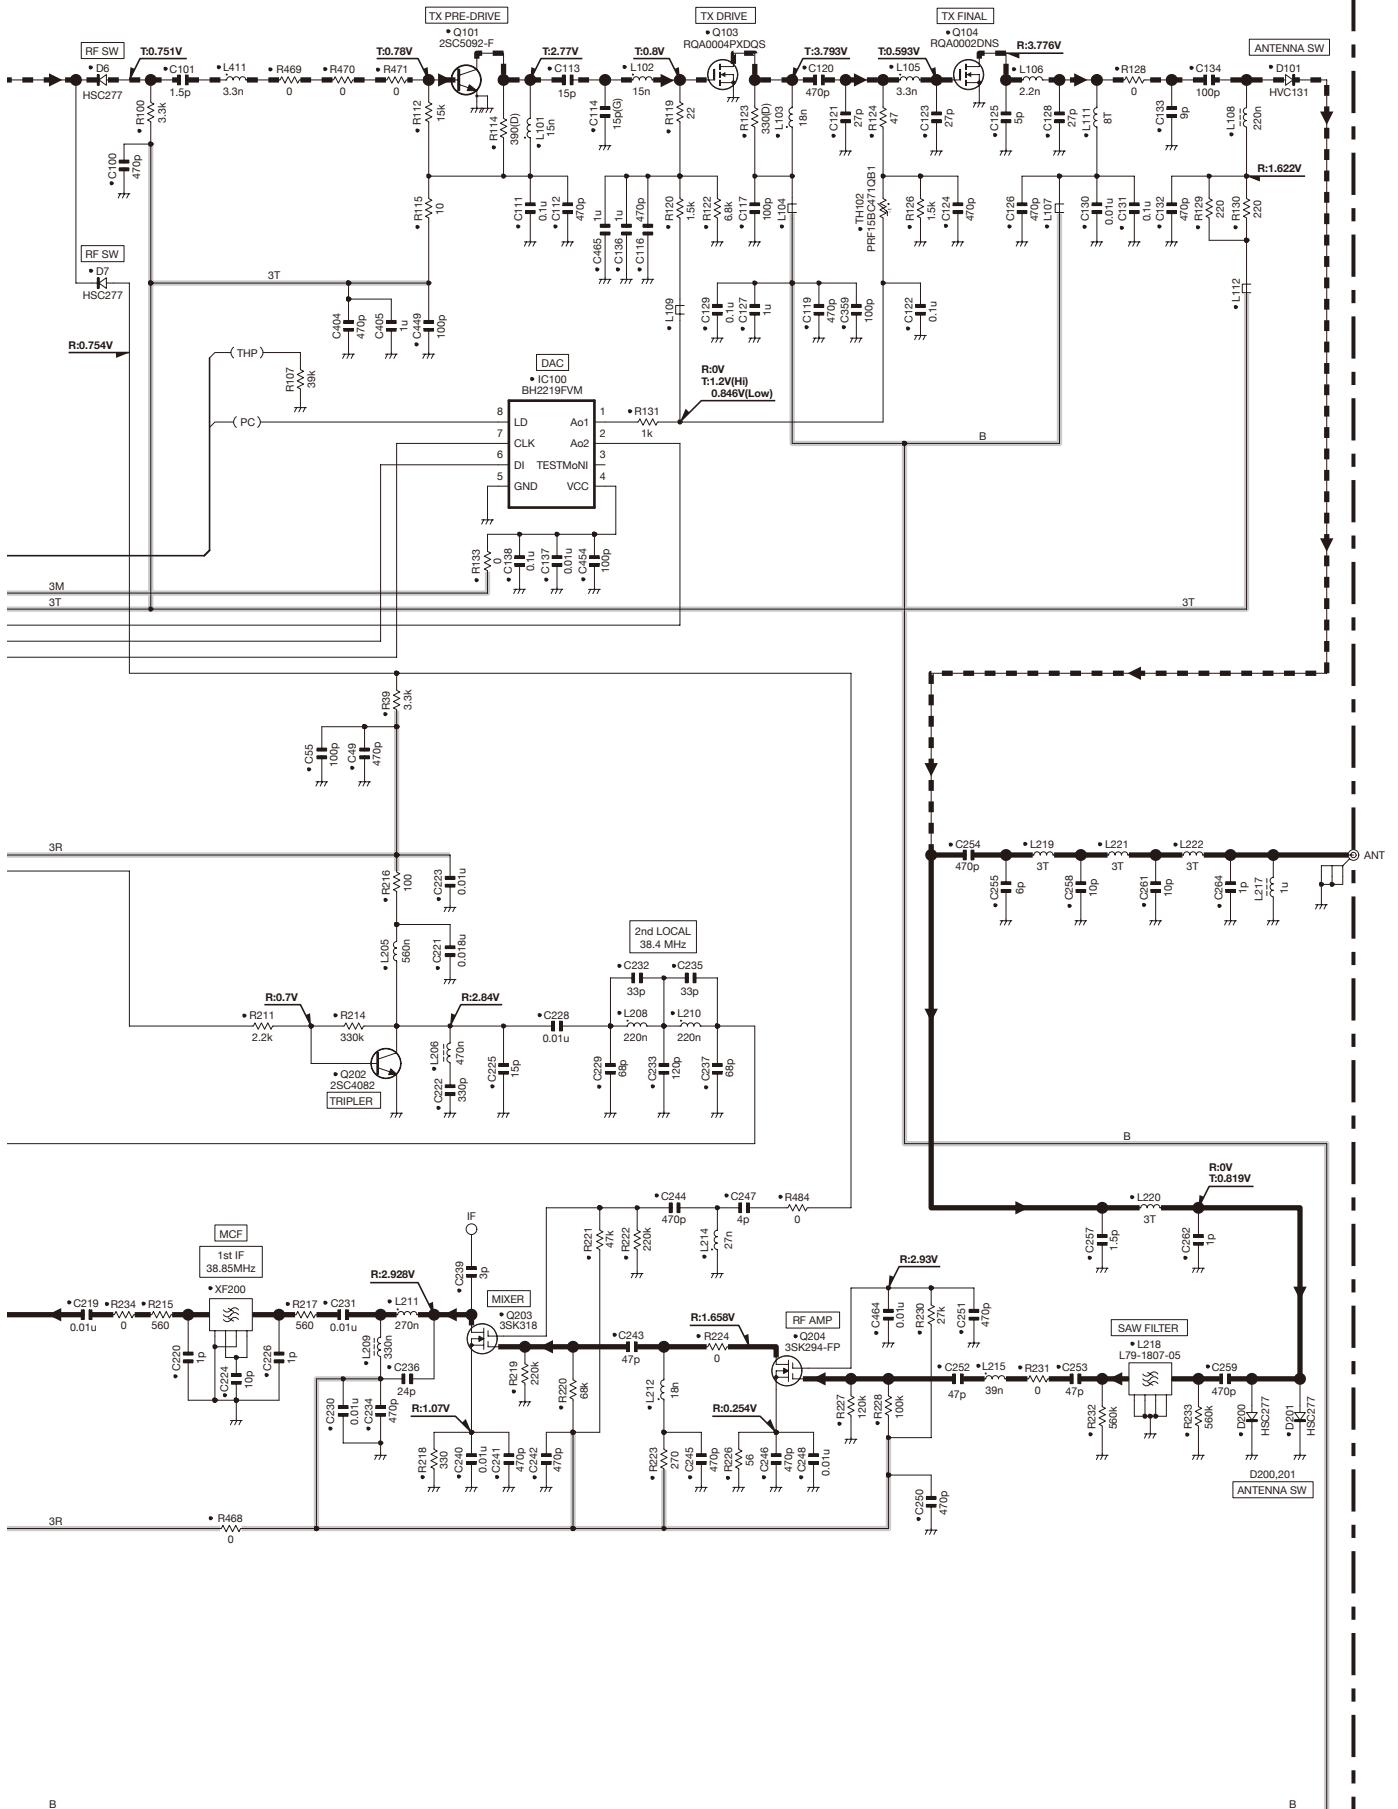 TX PRE-DRIVE
• Q101
2SC5092-F
TX DRIVE
• Q103
RQA0004PXDQS
TX FINAL
• Q104
RQA0002DNS
R:3.776V
ANTENNA SW
• D101
HVC131
RF SW
• D6
HSC277
T:0.751V
• C101
1.5p
• L411
3.3n
• R469
0
• R470
0
• R471
0
T:0.78V
T:2.77V
• C113
15p
• L102
15n
T:0.8V
T:3.793V
• C120
470p
T:0.593V
• L105
3.3n
• L106
2.2n
• R128
0
• C134
100p
• R100
3.3k
• R112
15k
• R114
390(D)
• L101
15n
• C114
15p(G)
• R119
22
• R123
330(D)
• L103
18n
• C121
27p
• R124
47
• C123
27p
• C125
5p
• C128
27p
• L111
8T
• C133
9p
• L108
220n
• C100
470p
R:1.622V
• R115
10
• C111
0.1u
• C112
470p
• C465
1u
• C136
1u
• C116
470p
• R120
1.5k
• R122
6.8k
• C117
100p
• L104
• TH102
PRF15BC471QB1
• R126
1.5k
• C124
470p
• C126
470p
• L107
• C130
0.01u
• C131
0.1u
• C132
470p
• R129
220
• R130
220
RF SW
• D7
HSC277
3T
C404
470p
C405
1u
• C449
100p
• L109
• C129
0.1u
• C127
1u
• C119
470p
• C359
100p
• C122
0.1u
• L112
R:0.754V
( THP )
R107
39k
( PC )
DAC
• IC100
BH2219FVM
8
LD
7
CLK
6
DI
5
GND
1
Ao1
2
Ao2
3
TESTMoNI
4
VCC
• R131
1k
R:0V
T:1.2V(Hi)
0.846V(Low)
B
• R133
0
• C138
0.1u
• C137
0.01u
• C454
100p
3M
3T
3T
• R39
3.3k
• C55
100p
• C49
470p
3R
• R216
100
• C223
0.01u
• C254
470p
• L219
3T
• L221
3T
• L222
3T
ANT
• C255
6p
• C258
10p
• C261
10p
• C264
1p
L217
1u
• L205
560n
• C221
0.018u
2nd LOCAL
38.4 MHz
• C232
33p
• C235
33p
R:0.7V
• R211
2.2k
• R214
330k
R:2.84V
• C228
0.01u
• L208
220n
• L210
220n
• Q202
2SC4082
TRIPLER
• L206
470n
• C222
330p
• C225
15p
• C229
68p
• C233
120p
• C237
68p
B
R:0V
T:0.819V
• L220
3T
• C257
1.5p
• C262
1p
• C244
470p
• C247
4p
• R484
0
IF
C239
3p
• R221
47k
• R222
220k
• L214
27n
MCF
1st IF
38.85MHz
• XF200
R:2.928V
MIXER
• Q203
3SK318
R:2.93V
• C464
0.01u
• R230
27k
• C251
470p
• C219
0.01u
• R234
0
• R215
560
• R217
560
• C231
0.01u
• L211
270n
• C243
47p
• R224
0
R:1.658V
RF AMP
• Q204
3SK294-FP
SAW FILTER
• L218
L79-1807-05
• C220
1p
• C224
10p
• C226
1p
• L209
330n
• C236
24p
• R219
220k
• R220
68k
• L212
18n
• C252
47p
• L215
39n
• R231
0
• C253
47p
• C259
470p
• C230
0.01u
• C234
470p
R:1.07V
R:0.254V
• R227
120k
• R228
100k
• R232
560k
• R233
560k
• D200
HSC277
• D201
HSC277
• R218
330
• C240
0.01u
• C241
470p
• C242
470p
• R223
270
• C245
470p
• R226
56
• C246
470p
• C248
0.01u
• C250
470p
D200,201
ANTENNA SW
3R
• R468
0
B
B